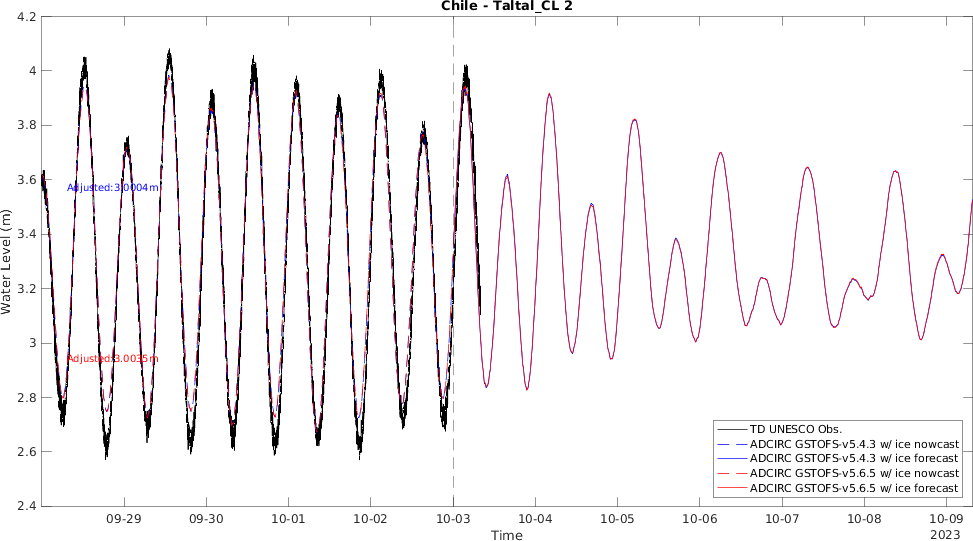 Chile - Taltal_CL 2
4.2
4
3.8
3.6
3.4
3.2
3
2.8
2.6
2.4
Water Level (m)
Adjusted:3.0004m
Adjusted:3.0035m
TD UNESCO Obs.
ADCIRC GSTOFS-v5.4.3 w/ ice nowcast
ADCIRC GSTOFS-v5.4.3 w/ ice forecast
ADCIRC GSTOFS-v5.6.5 w/ ice nowcast
ADCIRC GSTOFS-v5.6.5 w/ ice forecast
09-29 09-30 10-01 10-02 10-03 10-04 10-05 10-06 10-07 10-08 10-09
2023
Time